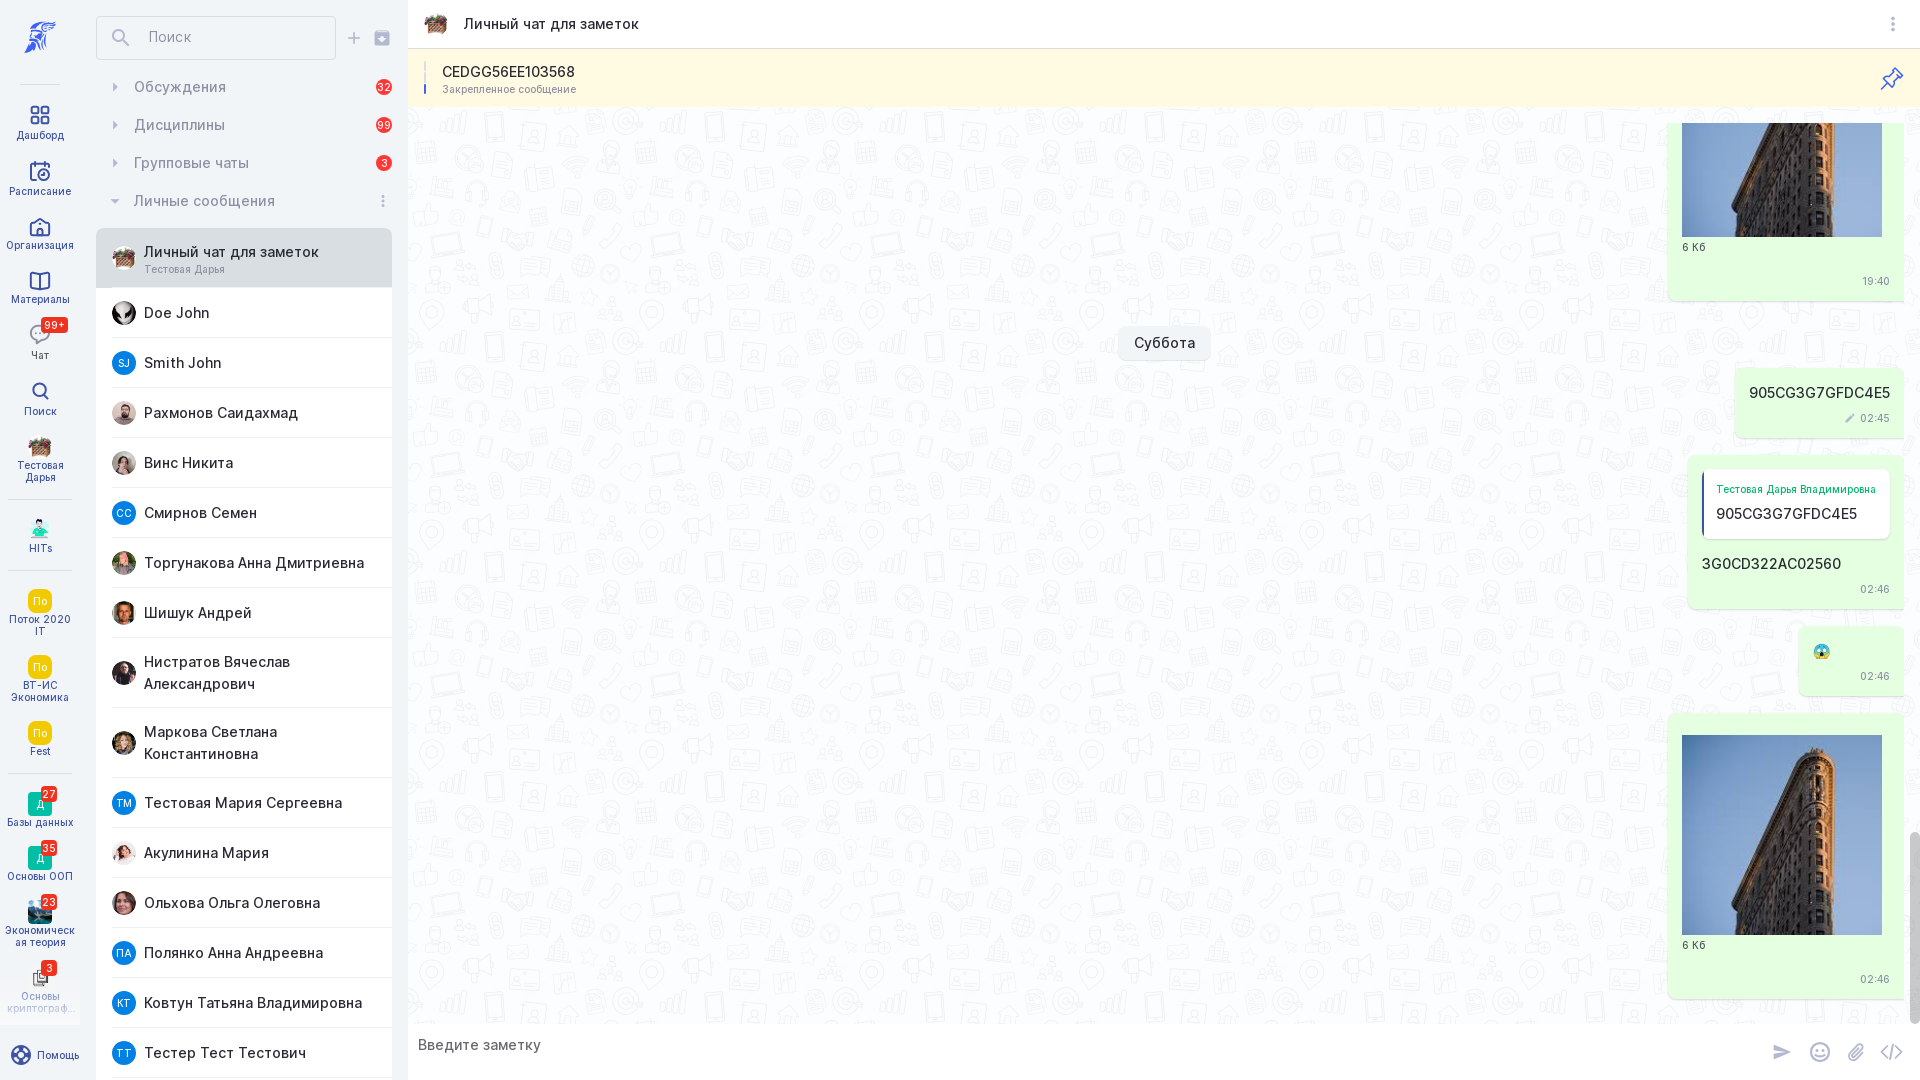 Дашборд
Расписание
Организация
Материалы
99+
Чат
Поиск
Тестовая
Дарья
HITs
По
Поток 2020
IT
По
ВТ-ИС
Экономика
По
Fest
27
Д
Базы данных
35
Д
Основы ООП
23
Экономическ
ая теория
3
Основы
криптограф...
Помощь
Поиск
Обсуждения
32
Дисциплины
99
Групповые чаты
3
Личные сообщения
Личный чат для заметок
Тестовая Дарья
Doe John
SJ
Smith John
Рахмонов Саидахмад
Винс Никита
СС
Смирнов Семен
Торгунакова Анна Дмитриевна
Шишук Андрей
Нистратов Вячеслав
Александрович
Маркова Светлана
Константиновна
ТМ
Тестовая Мария Сергеевна
Акулинина Мария
Ольхова Ольга Олеговна
ПА
Полянко Анна Андреевна
КТ
Ковтун Татьяна Владимировна
ТТ
Тестер Тест Тестович
Личный чат для заметок
CEDGG56EE103568
Закрепленное сообщение
6 Кб
19:40
Суббота
905CG3G7GFDC4E5
02:45
Тестовая Дарья Владимировна
905CG3G7GFDC4E5
3G0CD322AC02560
02:46
02:46
6 Кб
02:46
Введите заметку